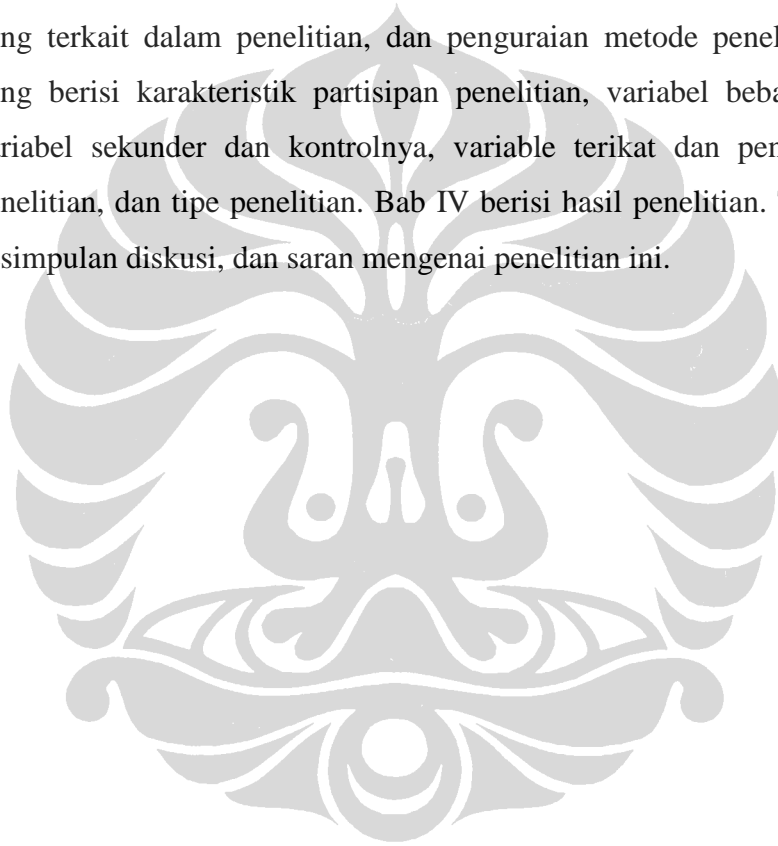 ng terkait dalam penelitian, dan penguraian metode penel
ng berisi karakteristik partisipan penelitian, variabel beba
riabel sekunder dan kontrolnya, variable terikat dan pen
nelitian, dan tipe penelitian. Bab IV berisi hasil penelitian.
simpulan diskusi, dan saran mengenai penelitian ini.